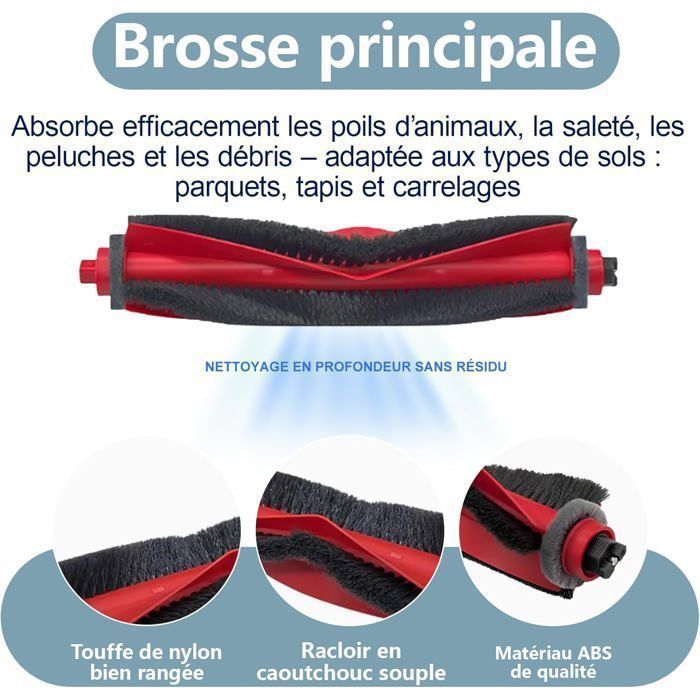 Brosse principale
Absorbe efficacement les poils d’animaux, la saleté, les
peluches et les débris – adaptée aux types de sols :
parquets, tapis et carrelages
NETTOYAGE EN PROFONDEUR SANS RÉSIDU
Touffe de nylon
bien rangée
Racloir en
caoutchouc souple
Matériau ABS
de qualité